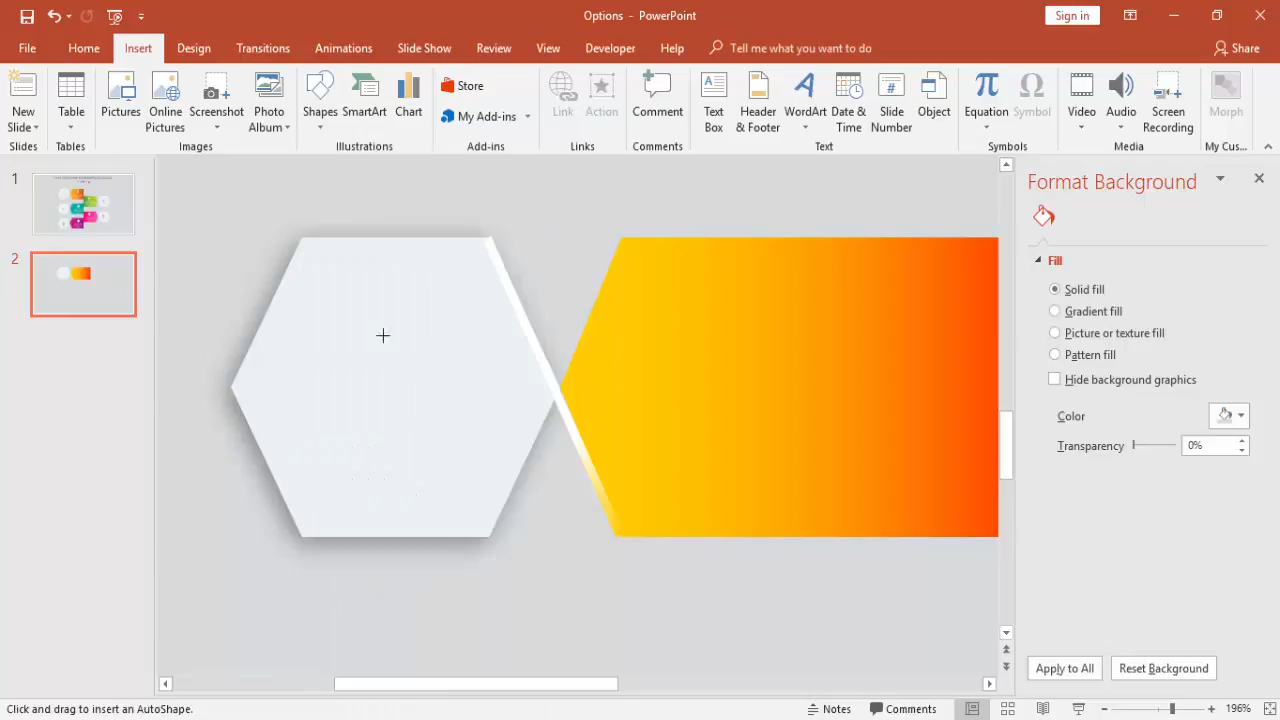 Options - PowerPoint
Sign in
File Home Insert Design Transitions Animations Slide Show Review View Developer Help Tell me what you want to do Share
New Slide Table Pictures Online Pictures Screenshot Photo Album Shapes SmartArt Chart Store My Add-ins Link Action Comment Text Box Header & Footer WordArt Date & Time Slide Number Object Equation Symbol Video Audio Screen Recording Morph
Slides Tables Images Illustrations Add-ins Links Comments Text Symbols Media My Cus...
1
2
Format Background
Fill
Solid fill
Gradient fill
Picture or texture fill
Pattern fill
Hide background graphics
Color
Transparency 0%
Apply to All Reset Background
Click and drag to insert an AutoShape. Notes Comments 196%